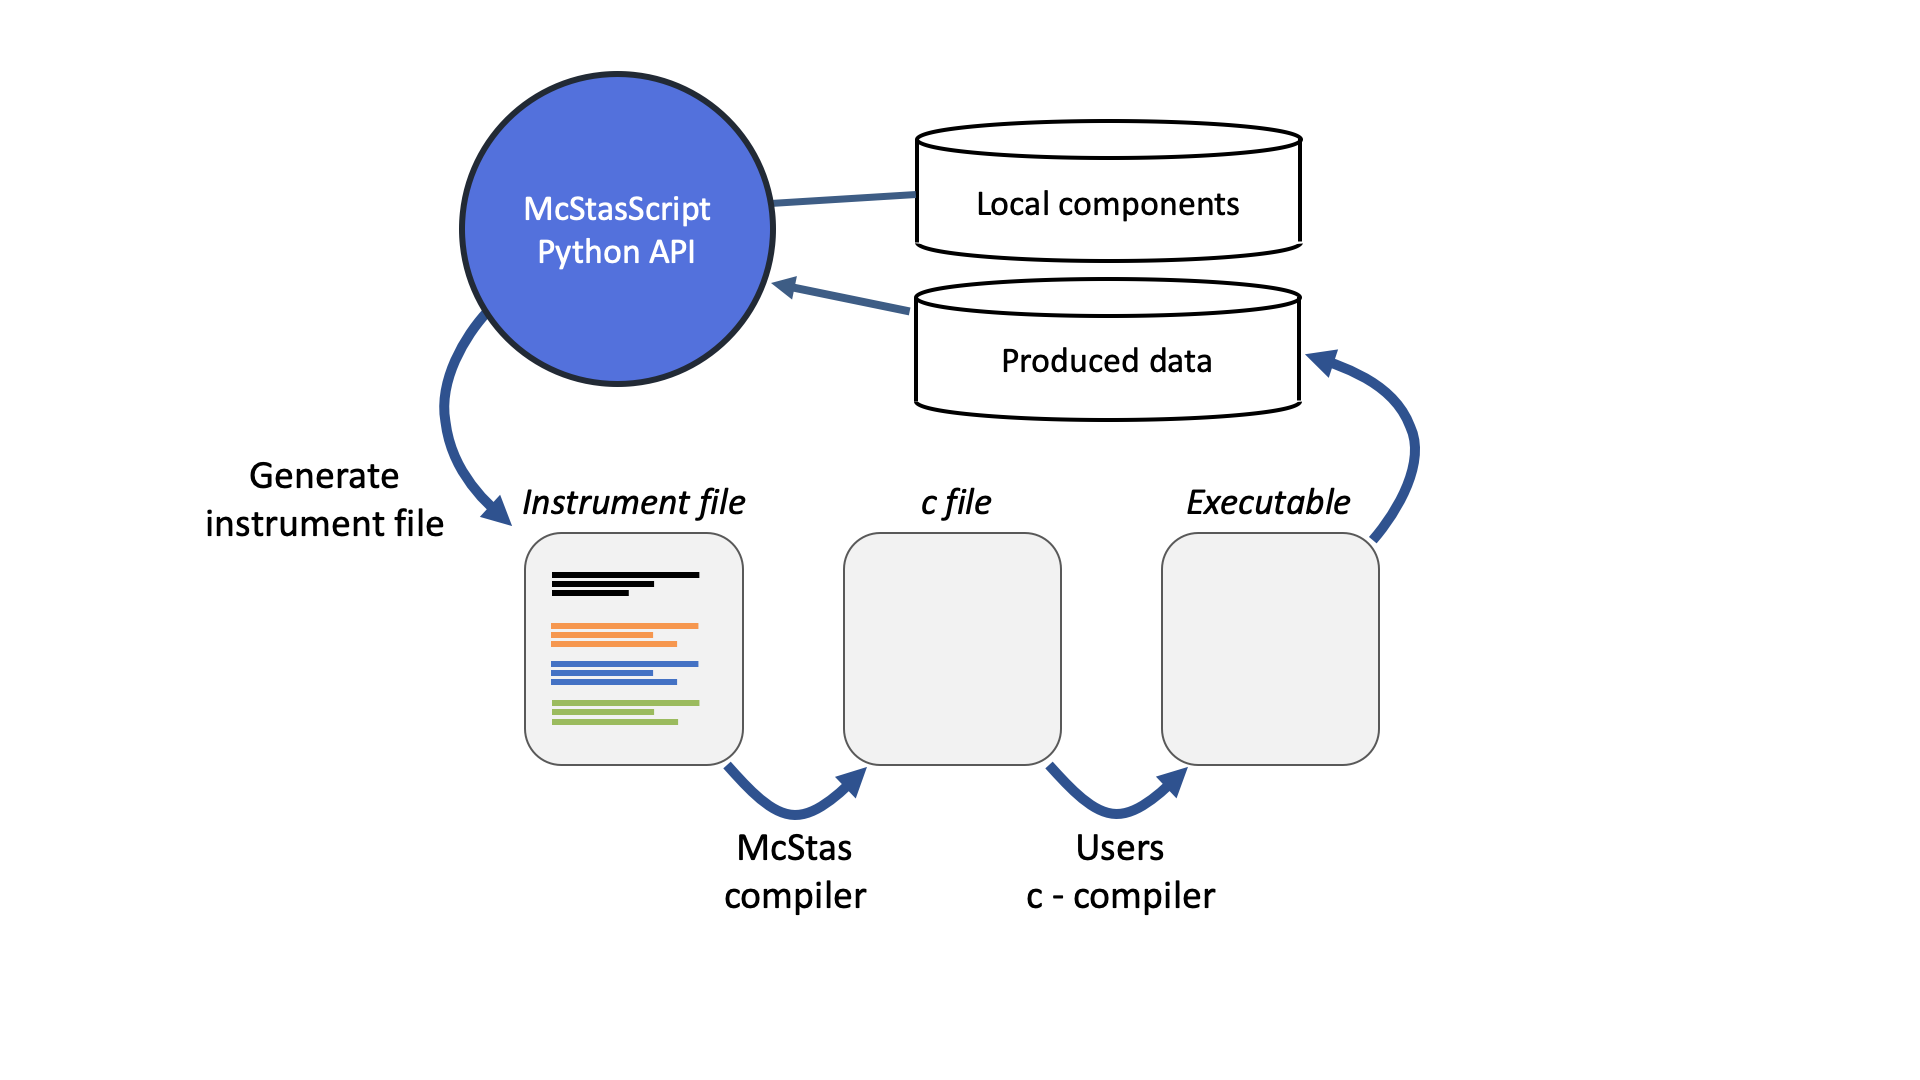 McStasScript
Python API
Local components
Produced data
Generate
instrument file
Instrument file
c file
Executable
McStas
compiler
Users
c - compiler